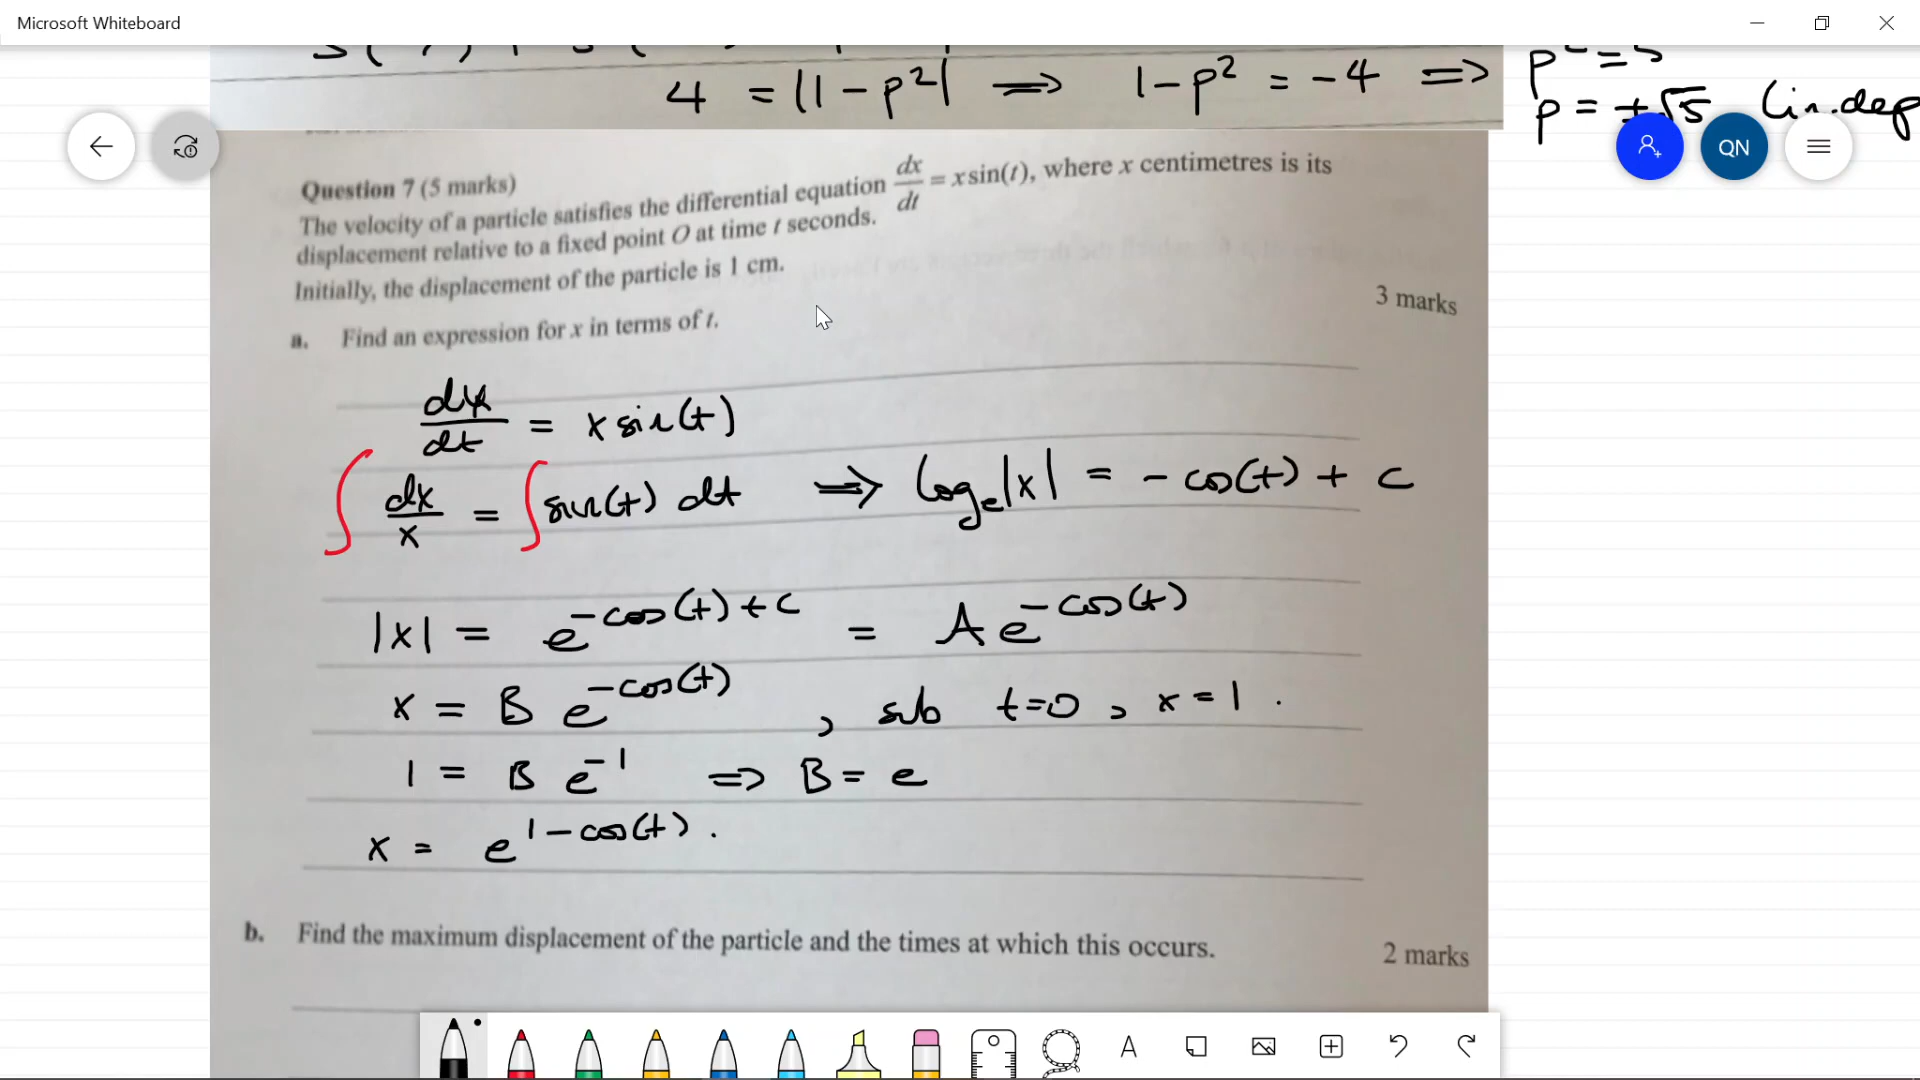 Microsoft Whiteboard
4 = |1 - p²| ⟹ 1 - p² = -4 ⟹
p = ±√5
QN
Question 7 (5 marks)
The velocity of a particle satisfies the differential equation dx/dt = x sin(t), where x centimetres is its
displacement relative to a fixed point O at time t seconds.
Initially, the displacement of the particle is 1 cm.
a. Find an expression for x in terms of t.
3 marks
dx/dt = x sin(t)
∫ dx/x = ∫ sin(t) dt ⟹ logₑ|x| = -cos(t) + c
|x| = e^(-cos(t) + c) = A e^(-cos(t))
x = B e^(-cos(t)) , sub t=0, x = 1 .
1 = B e^(-1) ⟹ B = e
x = e^(1 - cos(t)) .
b. Find the maximum displacement of the particle and the times at which this occurs.
2 marks